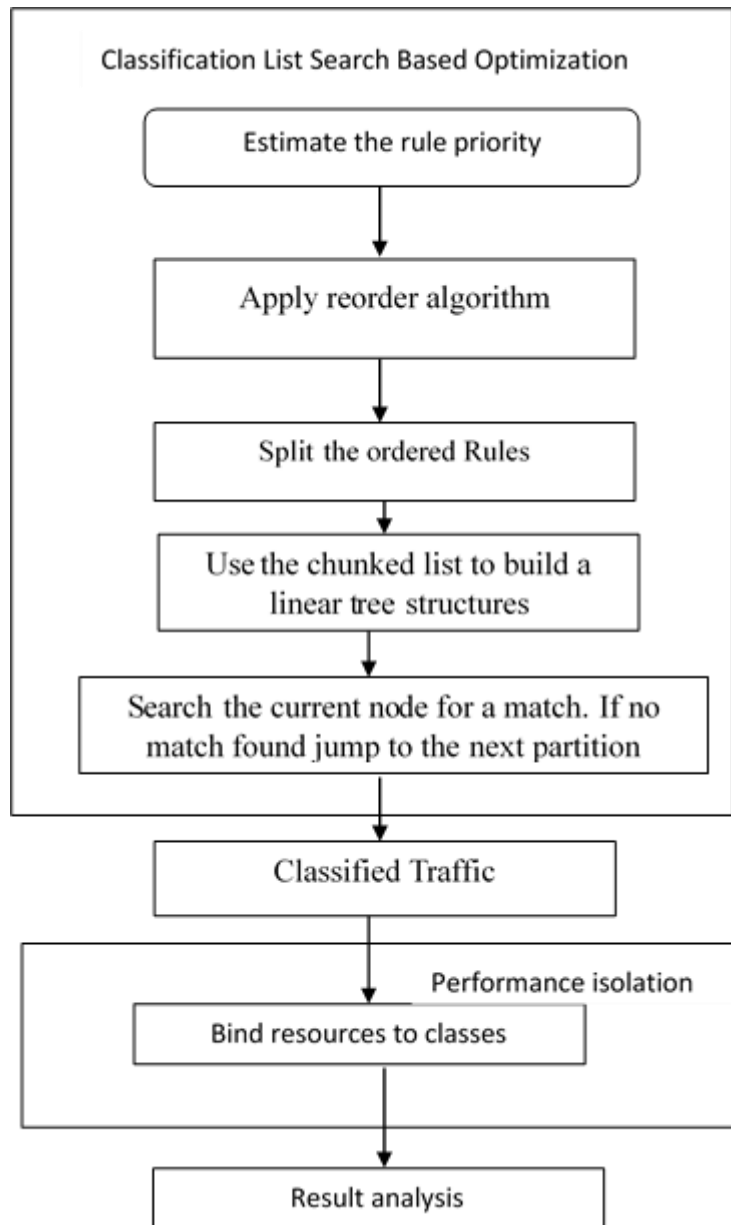 Classification List Search Based Optimization
Estimate the rule priority
Apply reorder algorithm
Split the ordered Rules
Use the chunked list to build a
linear tree structures
Search the current node for a match. If no
match found jump to the next partition
Classified Traffic
Performance isolation
Bind resources to classes
Result analysis